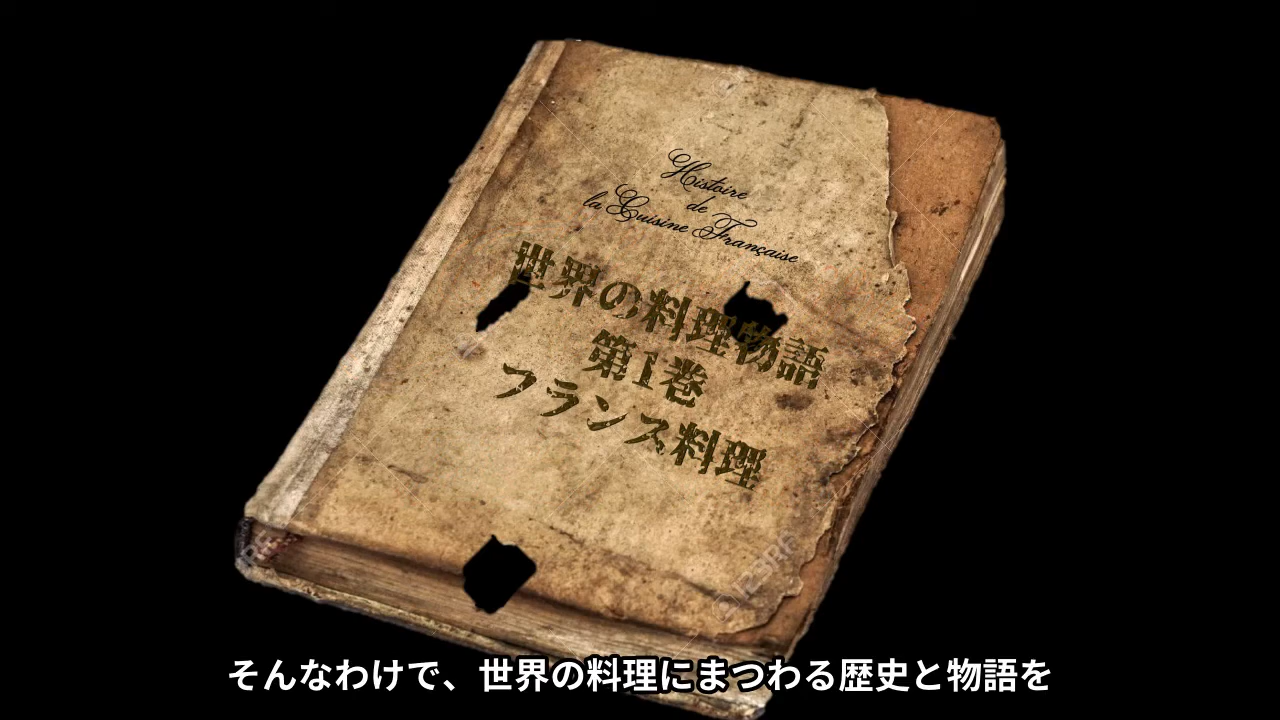 Histoire
de
la Cuisine Française
世界の料理物語
第1巻
フランス料理
そんなわけで、世界の料理にまつわる歴史と物語を